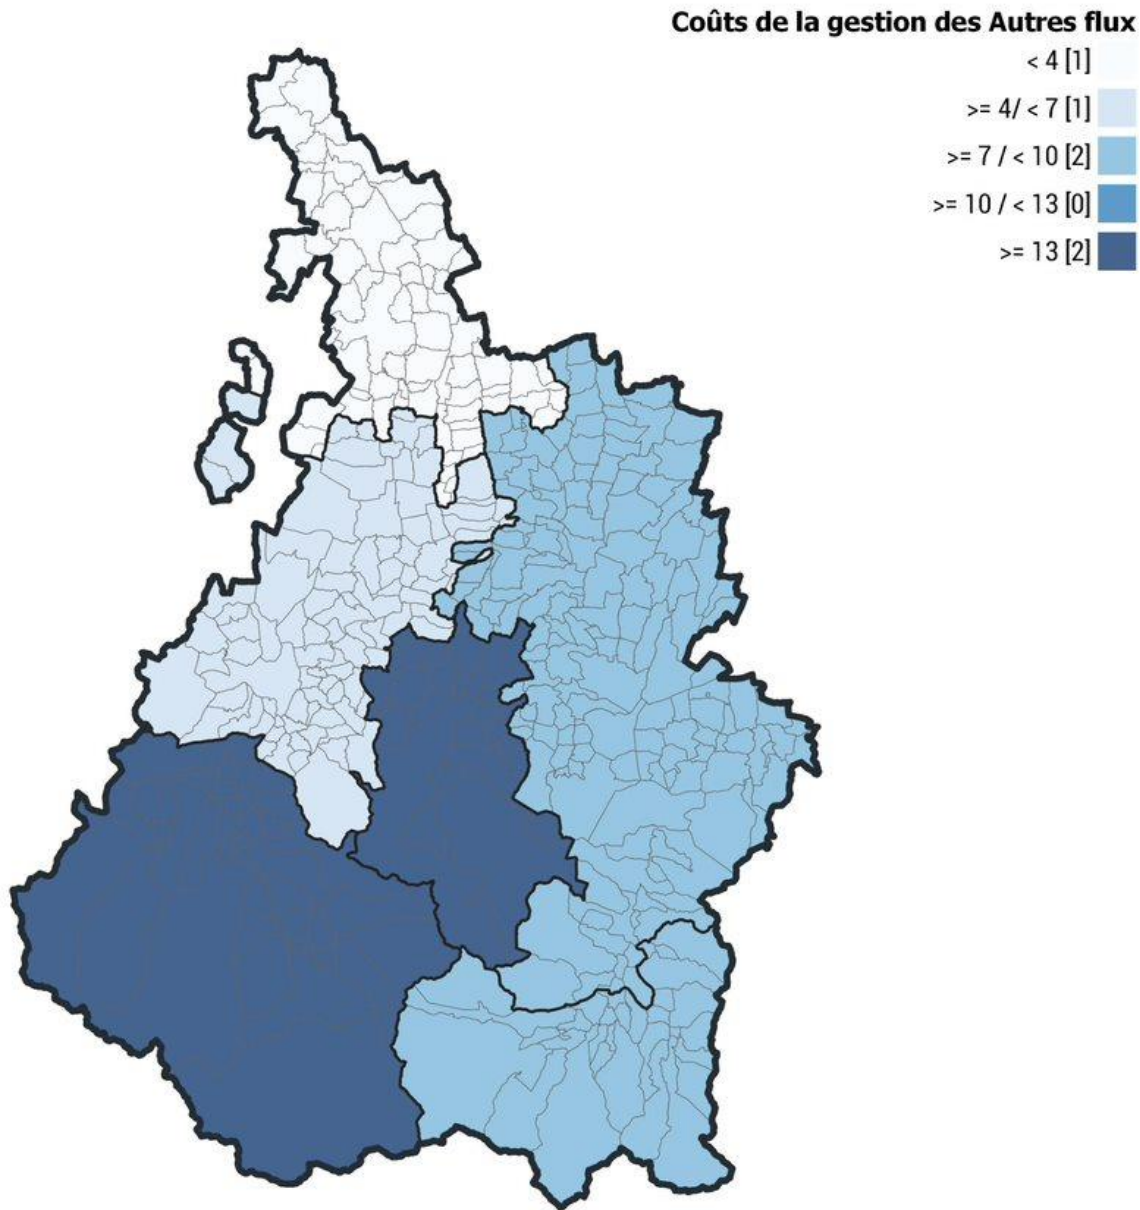 Coûts de la gestion des Autres flux
< 4 [1]
>= 4/ < 7 [1]
>= 7 / < 10 [2]
>= 10 / < 13 [0]
>= 13 [2]